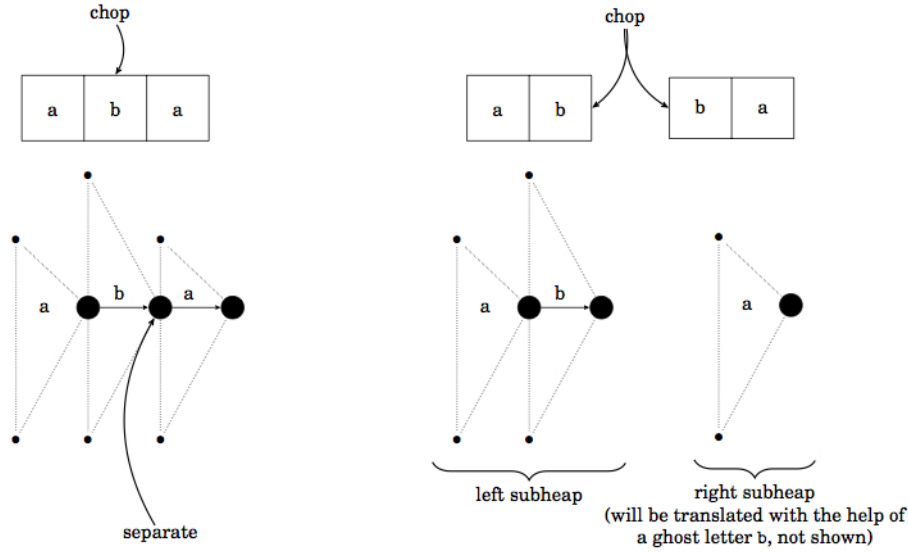 chop
a b a
b
a a
separate
chop
a b
b a
b
a
a
left subheap
right subheap
(will be translated with the help of
a ghost letter b, not shown)